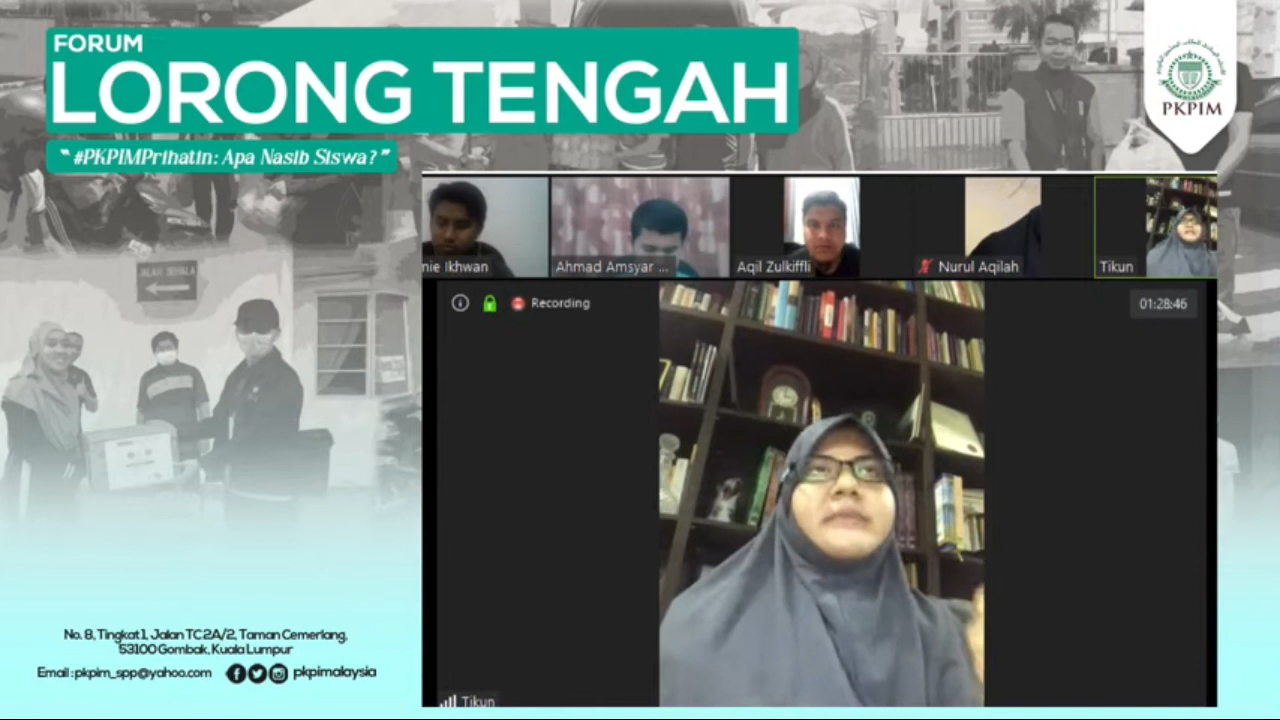 FORUM
LORONG TENGAH
" #PKPIMPrihatin: Apa Nasib Siswa? "
PKPIM
JALAN
nie Ikhwan
Ahmad Amsyar ...
Aqil Zulkiffli
Nurul Aqilah
Tikun
Recording
01:28:46
Tikun
No. 8, Tingkat 1, Jalan TC 2A/2, Taman Cemerlang,
53100 Gombak, Kuala Lumpur
Email : pkpim_spp@yahoo.com
pkpimalaysia